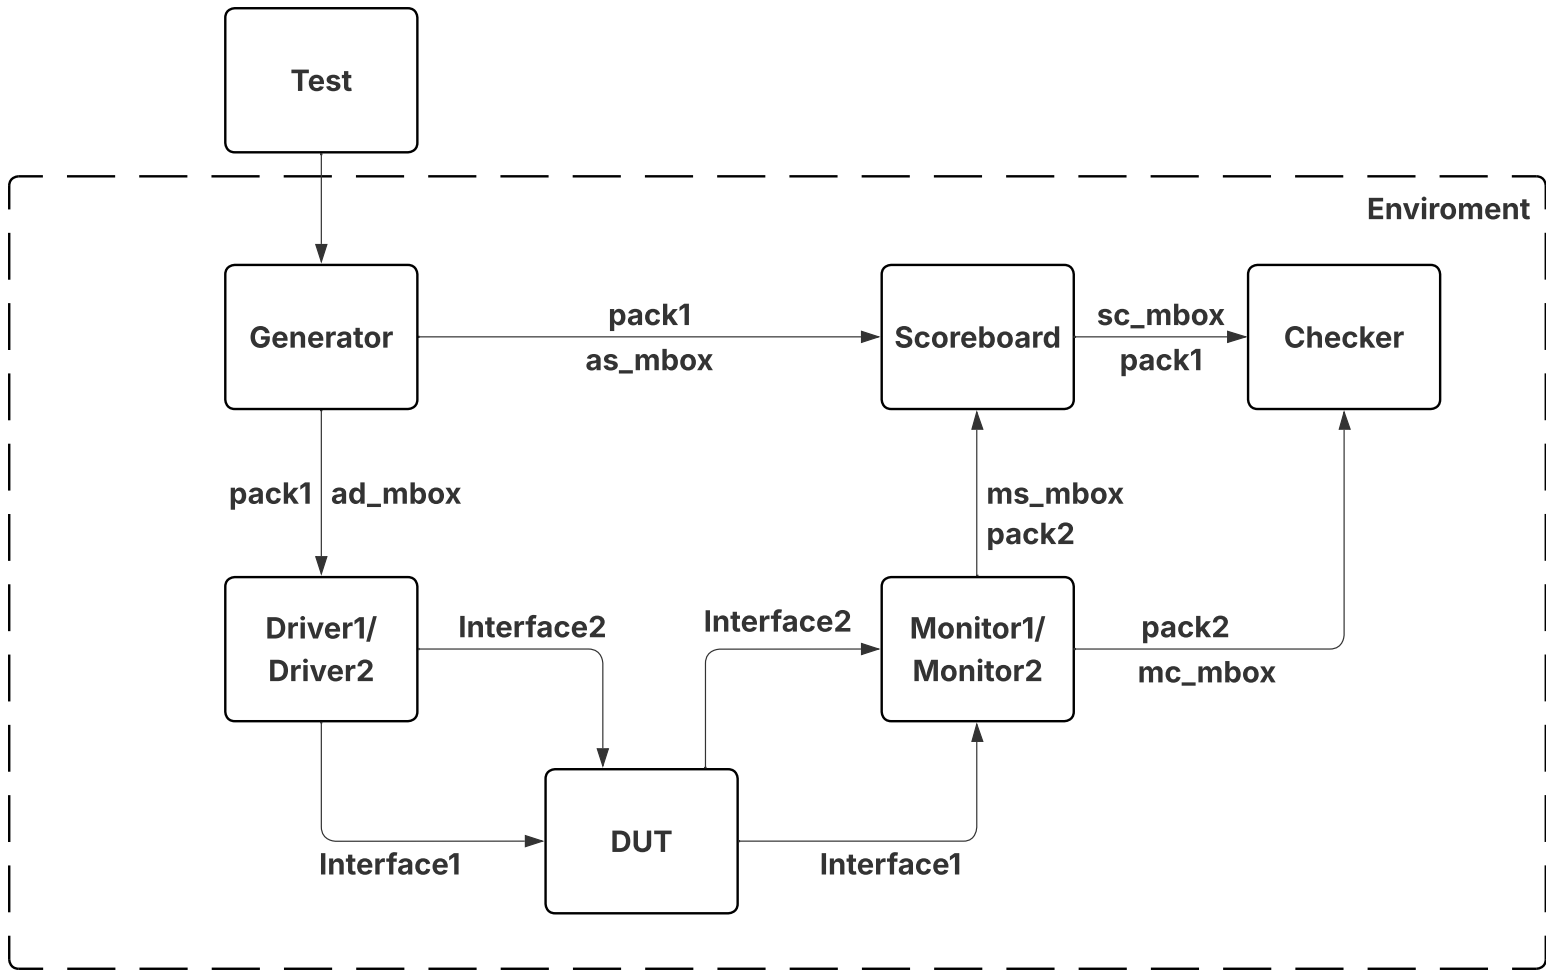 Test
Enviroment
Generator
pack1
as_mbox
Scoreboard
sc_mbox
pack1
Checker
pack1
ad_mbox
ms_mbox
pack2
Driver1/
Driver2
Interface2
Interface2
Monitor1/
Monitor2
pack2
mc_mbox
Interface1
DUT
Interface1